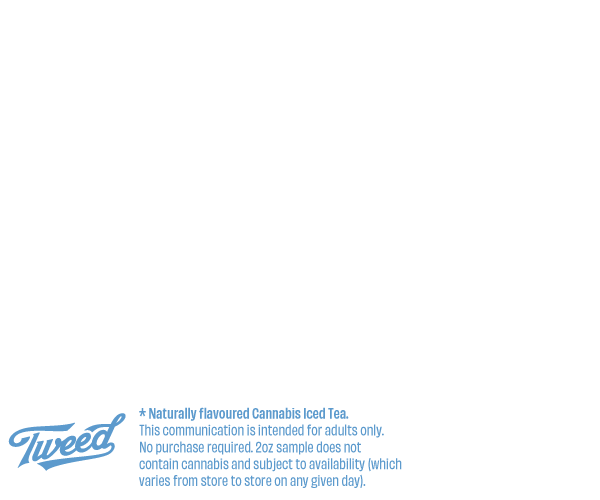 Tweed
* Naturally flavoured Cannabis Iced Tea.
This communication is intended for adults only.
No purchase required. 2oz sample does not
contain cannabis and subject to availability (which
varies from store to store on any given day).